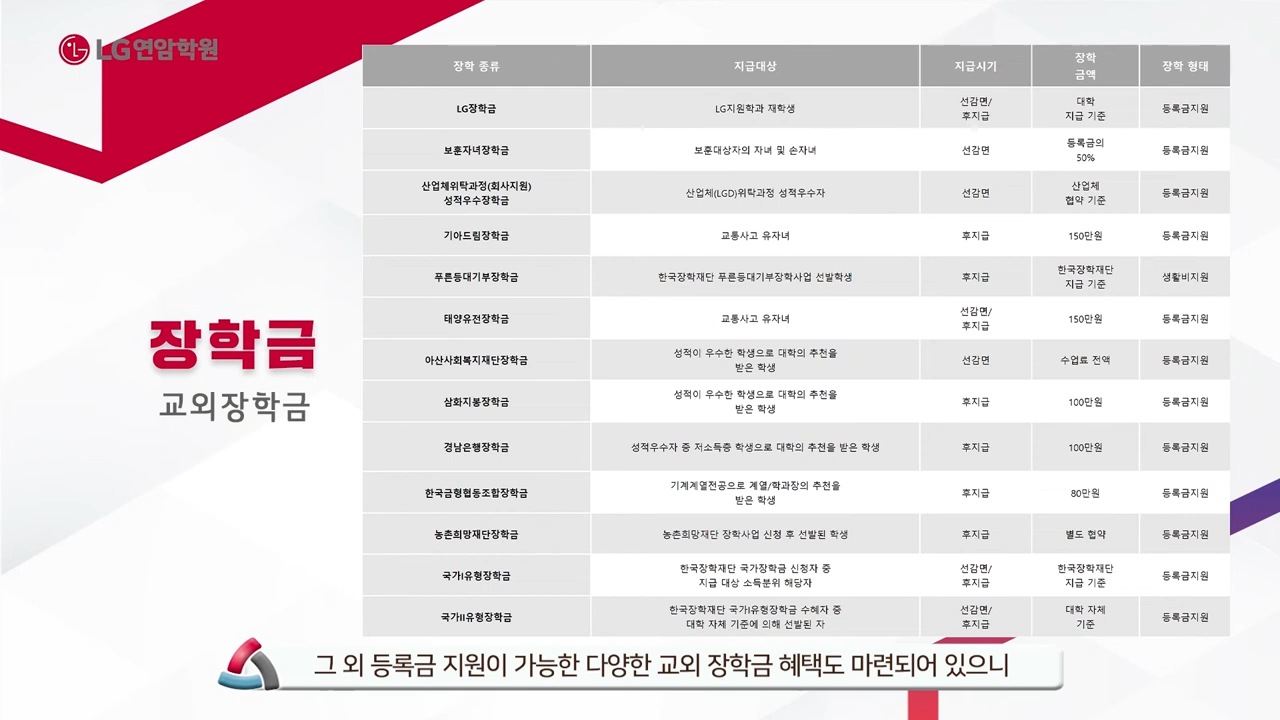 LG연암학원
장학금
교외장학금
장학 종류 지급대상 지급시기 장학 금액 장학 형태
LG장학금 LG지원학과 재학생 선감면/ 후지급 대학 지급 기준 등록금지원
보훈자녀장학금 보훈대상자의 자녀 및 손자녀 선감면 등록금의 50% 등록금지원
산업체위탁과정(회사지원) 성적우수장학금 산업체(LGD)위탁과정 성적우수자 선감면 산업체 협약 기준 등록금지원
기아드림장학금 교통사고 유자녀 후지급 150만원 등록금지원
푸른등대기부장학금 한국장학재단 푸른등대기부장학사업 선발학생 후지급 한국장학재단 지급 기준 생활비지원
태양유전장학금 교통사고 유자녀 선감면/ 후지급 150만원 등록금지원
아산사회복지재단장학금 성적이 우수한 학생으로 대학의 추천을 받은 학생 선감면 수업료 전액 등록금지원
삼화지봉장학금 성적이 우수한 학생으로 대학의 추천을 받은 학생 후지급 100만원 등록금지원
경남은행장학금 성적우수자 중 저소득층 학생으로 대학의 추천을 받은 학생 후지급 100만원 등록금지원
한국금형협동조합장학금 기계계열전공으로 계열/학과장의 추천을 받은 학생 후지급 80만원 등록금지원
농촌희망재단장학금 농촌희망재단 장학사업 신청 후 선발된 학생 후지급 별도 협약 등록금지원
국가I유형장학금 한국장학재단 국가장학금 신청자 중 지급 대상 소득분위 해당자 선감면/ 후지급 한국장학재단 지급 기준 등록금지원
국가II유형장학금 한국장학재단 국가I유형장학금 수혜자 중 대학 자체 기준에 의해 선발된 자 선감면/ 후지급 대학 자체 기준 등록금지원
그 외 등록금 지원이 가능한 다양한 교외 장학금 혜택도 마련되어 있으니